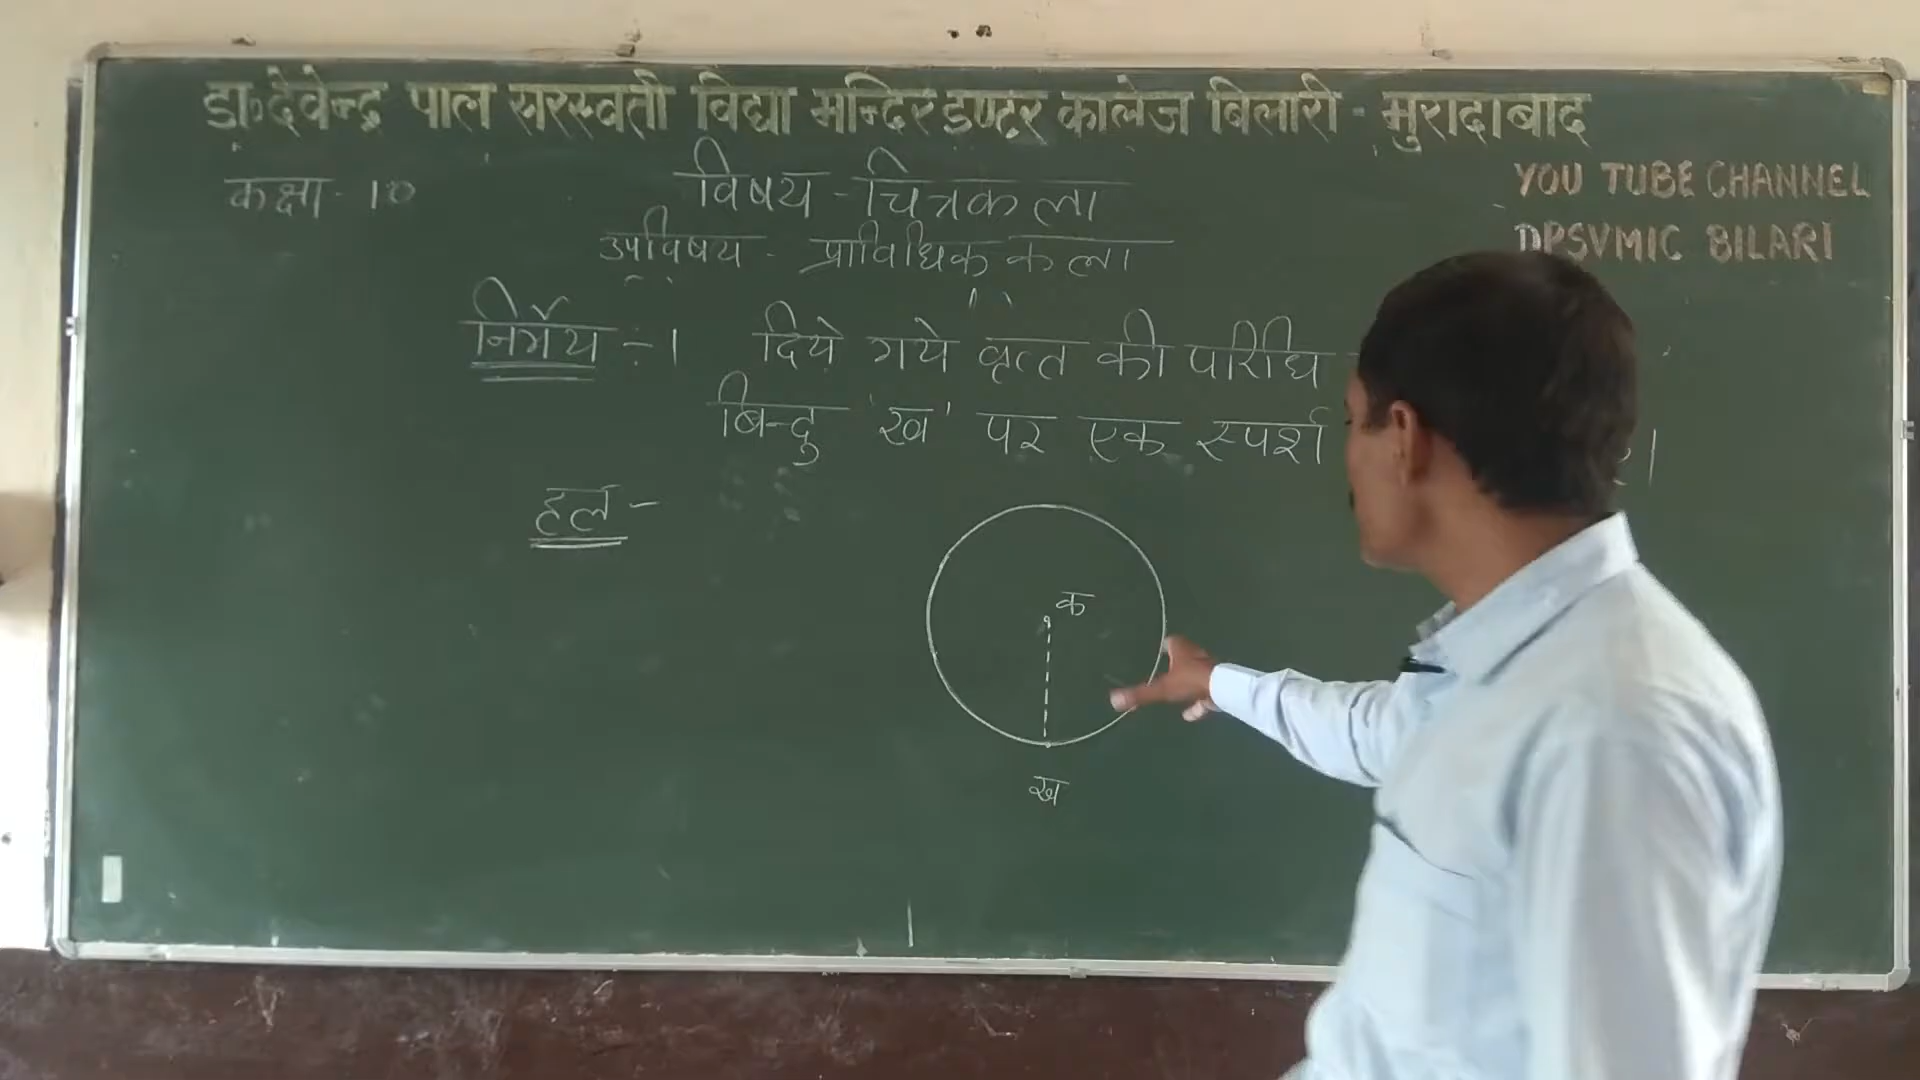 डा॰देवेन्द्र पाल सरस्वती विद्या मन्दिर इण्टर कालेज बिलारी - मुरादाबाद
YOU TUBE CHANNEL
DPSVMIC BILARI
कक्षा - 10
विषय - चित्रकला
उपविषय - प्राविधिक कला
निर्मेय :- 1 दिये गये वृत्त की परिधि
बिन्दु 'ख' पर एक स्पर्श
हल -
क
ख